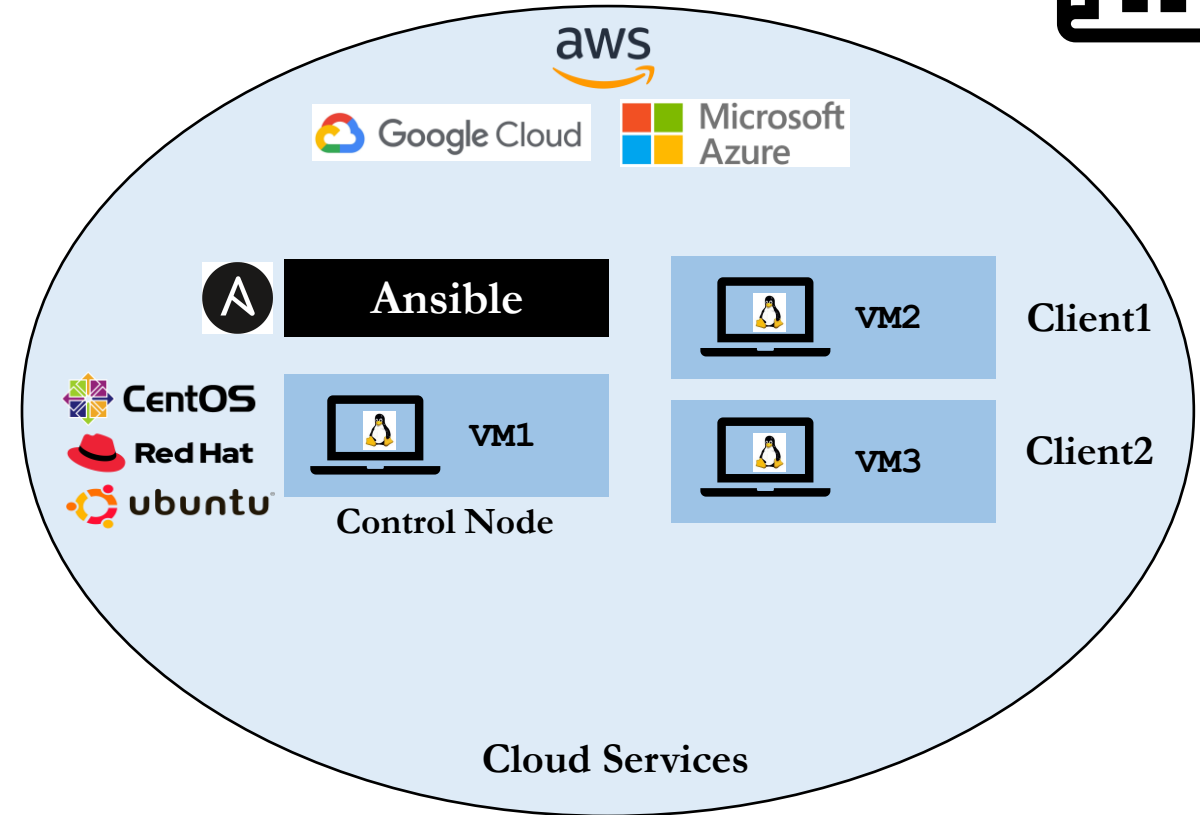 aws
Google Cloud
Microsoft
Azure
Ansible
VM2
Client1
CentOS
Red Hat
VM1
ubuntu
VM3
Client2
Control Node
Cloud Services